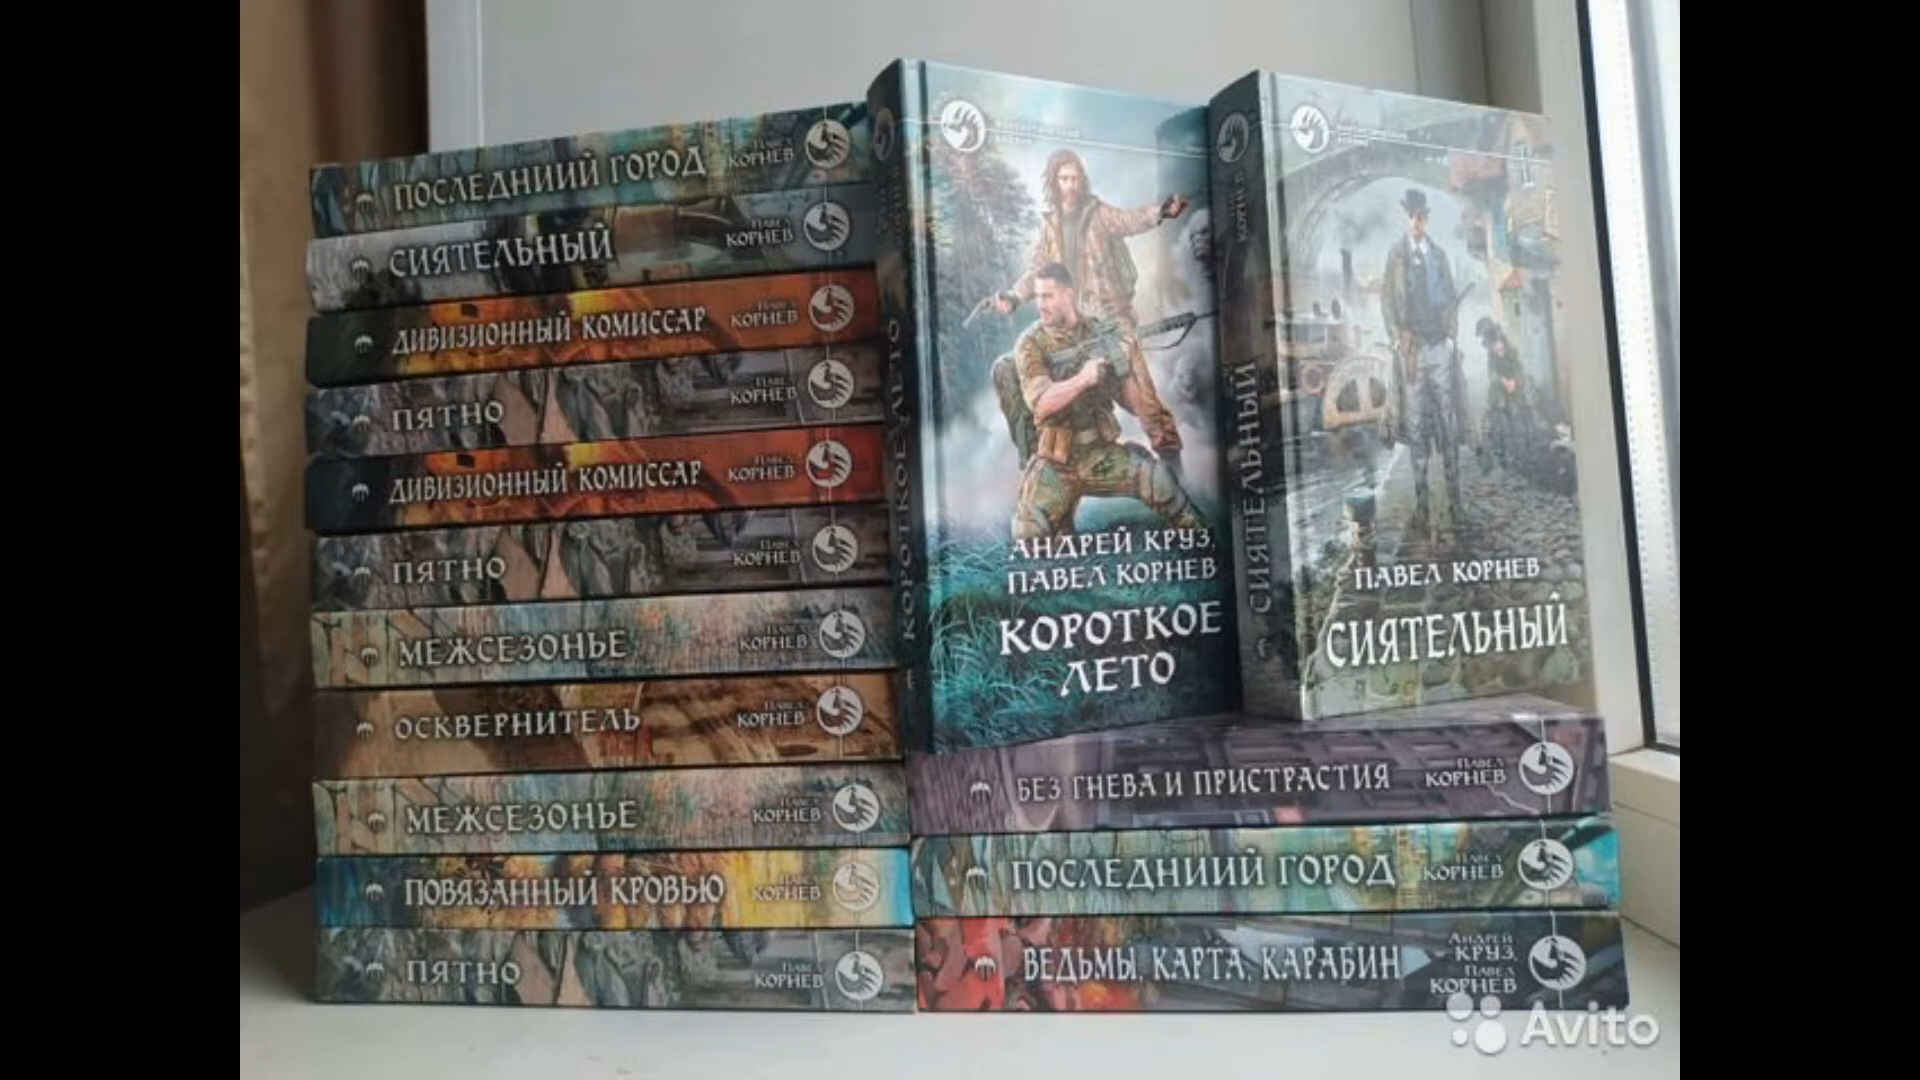 ПОСЛЕДНИИЙ ГОРОД ПАВЕЛ КОРНЕВ
СИЯТЕЛЬНЫЙ ПАВЕЛ КОРНЕВ
ДИВИЗИОННЫЙ КОМИССАР ПАВЕЛ КОРНЕВ
ПЯТНО ПАВЕЛ КОРНЕВ
ДИВИЗИОННЫЙ КОМИССАР ПАВЕЛ КОРНЕВ
ПЯТНО ПАВЕЛ КОРНЕВ
МЕЖСЕЗОНЬЕ ПАВЕЛ КОРНЕВ
ОСКВЕРНИТЕЛЬ ПАВЕЛ КОРНЕВ
МЕЖСЕЗОНЬЕ ПАВЕЛ КОРНЕВ
ПОВЯЗАННЫЙ КРОВЬЮ ПАВЕЛ КОРНЕВ
ПЯТНО ПАВЕЛ КОРНЕВ
КОРОТКОЕ ЛЕТО
АНДРЕЙ КРУЗ,
ПАВЕЛ КОРНЕВ
КОРОТКОЕ
ЛЕТО
КОРНЕВ
СИЯТЕЛЬНЫЙ
ПАВЕЛ КОРНЕВ
СИЯТЕЛЬНЫЙ
БЕЗ ГНЕВА И ПРИСТРАСТИЯ ПАВЕЛ КОРНЕВ
ПОСЛЕДНИИЙ ГОРОД ПАВЕЛ КОРНЕВ
ВЕДЬМЫ, КАРТА, КАРАБИН АНДРЕЙ КРУЗ, ПАВЕЛ КОРНЕВ
Avito